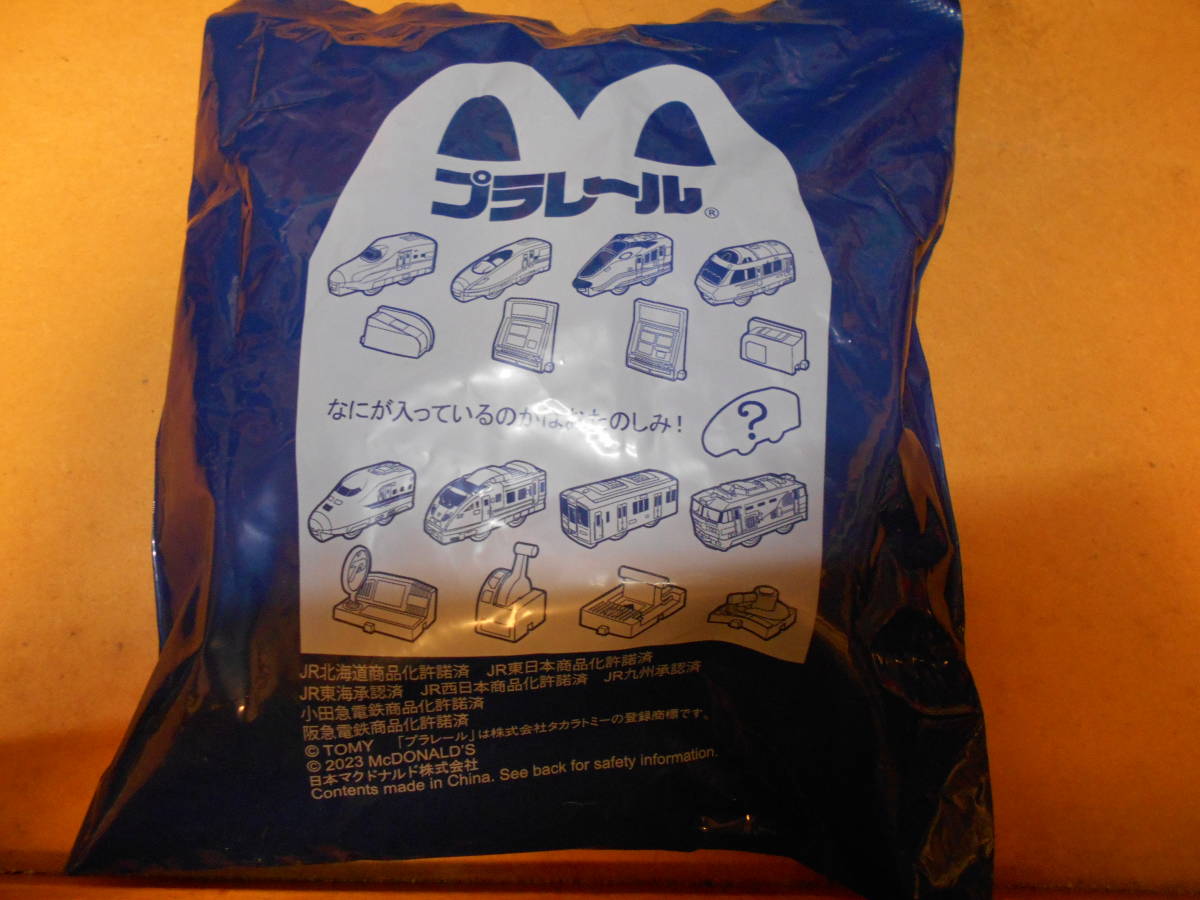 プラレール®
なにが入っているのかはおたのしみ!
?
JR北海道商品化許諾済 JR東日本商品化許諾済
JR東海承認済 JR西日本商品化許諾済 JR九州承認済
小田急電鉄商品化許諾済
阪急電鉄商品化許諾済
© TOMY 「プラレール」は株式会社タカラトミーの登録商標です。
© 2023 McDONALD'S
日本マクドナルド株式会社
Contents made in China. See back for safety information.